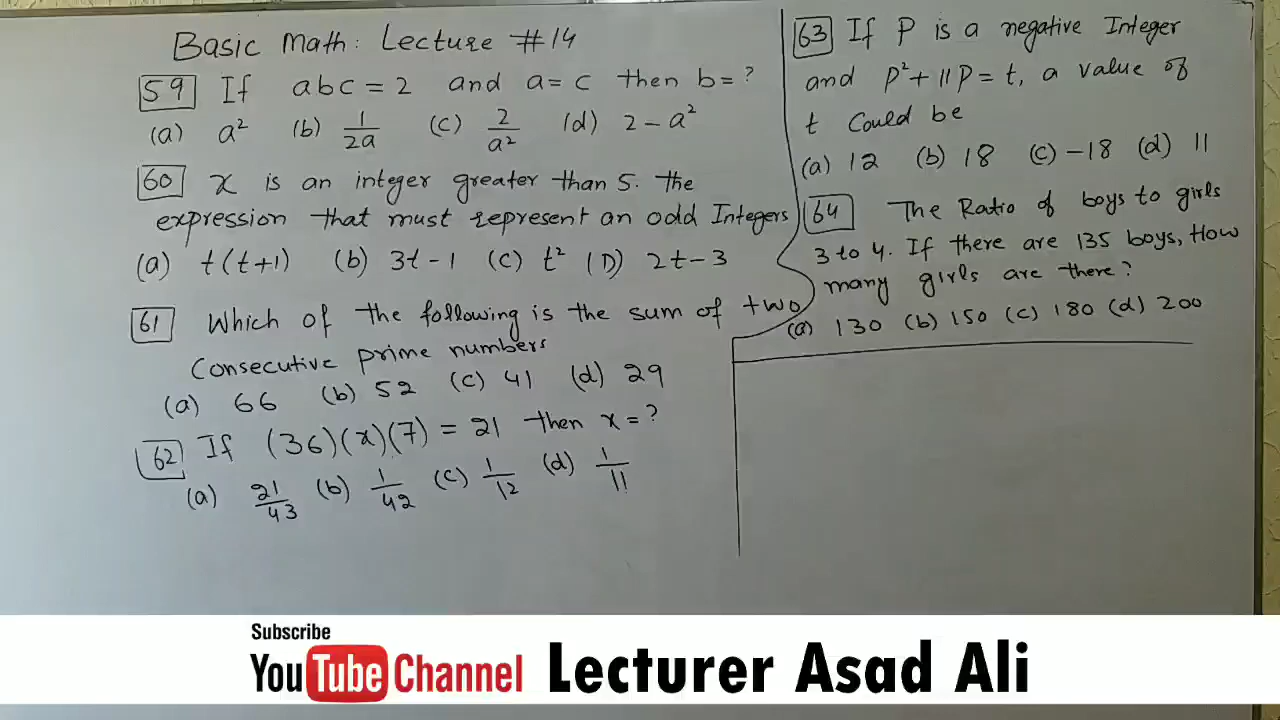 Basic Math: Lecture #14
59 If abc = 2 and a = c then b = ?
(a) a² (b) 1/2a (c) 2/a² (d) 2 - a²
60 x is an integer greater than 5. The
expression that must represent an odd Integers
(a) t(t+1) (b) 3t-1 (c) t² (D) 2t-3
61 Which of the following is the sum of two
Consecutive prime numbers
(a) 66 (b) 52 (c) 41 (d) 29
62 If (36)(x)(7) = 21 then x = ?
(a) 21/43 (b) 1/42 (c) 1/12 (d) 1/11
63 If P is a negative Integer
and P² + 11P = t, a value of
t Could be
(a) 12 (b) 18 (c) -18 (d) 11
64 The Ratio of boys to girls
3 to 4. If there are 135 boys, How
many girls are there?
(a) 130 (b) 150 (c) 180 (d) 200
Subscribe
YouTube Channel Lecturer Asad Ali